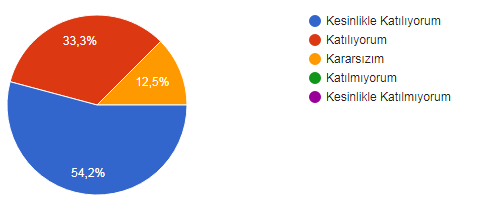 33,3%
12,5%
54,2%
Kesinlikle Katılıyorum
Katılıyorum
Kararsızım
Katılmıyorum
Kesinlikle Katılmıyorum